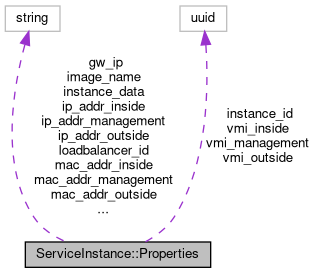 string
uuid
gw_ip
image_name
instance_data
ip_addr_inside
ip_addr_management
ip_addr_outside
loadbalancer_id
mac_addr_inside
mac_addr_management
mac_addr_outside
...
instance_id
vmi_inside
vmi_management
vmi_outside
ServiceInstance::Properties